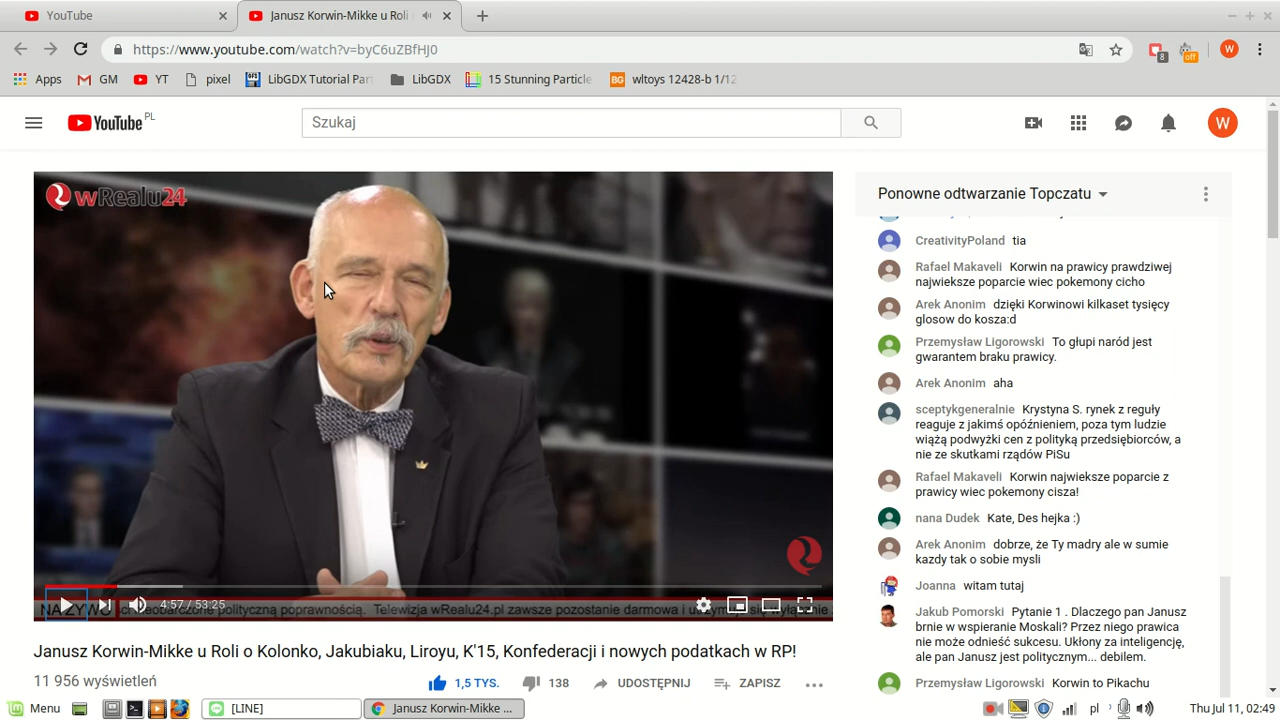 YouTube
Janusz Korwin-Mikke u Roli
https://www.youtube.com/watch?v=byC6uZBfHJ0
8
off
W
Apps
GM
YT
pixel
LibGDX Tutorial Par
LibGDX
15 Stunning Particle
BG
wltoys 12428-b 1/12
YouTube PL
Szukaj
W
wRealu24
Ponowne odtwarzanie Topczatu
CreativityPoland tia
Rafael Makaveli Korwin na prawicy prawdziwej
najwieksze poparcie wiec pokemony cicho
Arek Anonim dzięki Korwinowi kilkaset tysięcy
glosow do kosza:d
Przemysław Ligorowski To głupi naród jest
gwarantem braku prawicy.
Arek Anonim aha
sceptykgeneralnie Krystyna S. rynek z reguły
reaguje z jakimś opóźnieniem, poza tym ludzie
wiążą podwyżki cen z polityką przedsiębiorców, a
nie ze skutkami rządów PiSu
Rafael Makaveli Korwin najwieksze poparcie z
prawicy wiec pokemony cisza!
nana Dudek Kate, Des hejka :)
Arek Anonim dobrze, że Ty madry ale w sumie
kazdy tak o sobie mysli
Joanna witam tutaj
Jakub Pomorski Pytanie 1 . Dlaczego pan Janusz
brnie w wspieranie Moskali? Przez niego prawica
nie może odnieść sukcesu. Ukłony za inteligencję,
ale pan Janusz jest politycznym... debilem.
Przemysław Ligorowski Korwin to Pikachu
4:57 / 53:25
polityczną poprawnością. Telewizja wRealu24.pl zawsze pozostanie darmowa i
Janusz Korwin-Mikke u Roli o Kolonko, Jakubiaku, Liroyu, K'15, Konfederacji i nowych podatkach w RP!
11 956 wyświetleń
1,5 TYS.
138
UDOSTĘPNIJ
ZAPISZ
Menu
[LINE]
Janusz Korwin-Mikke ...
pl
Thu Jul 11, 02:49